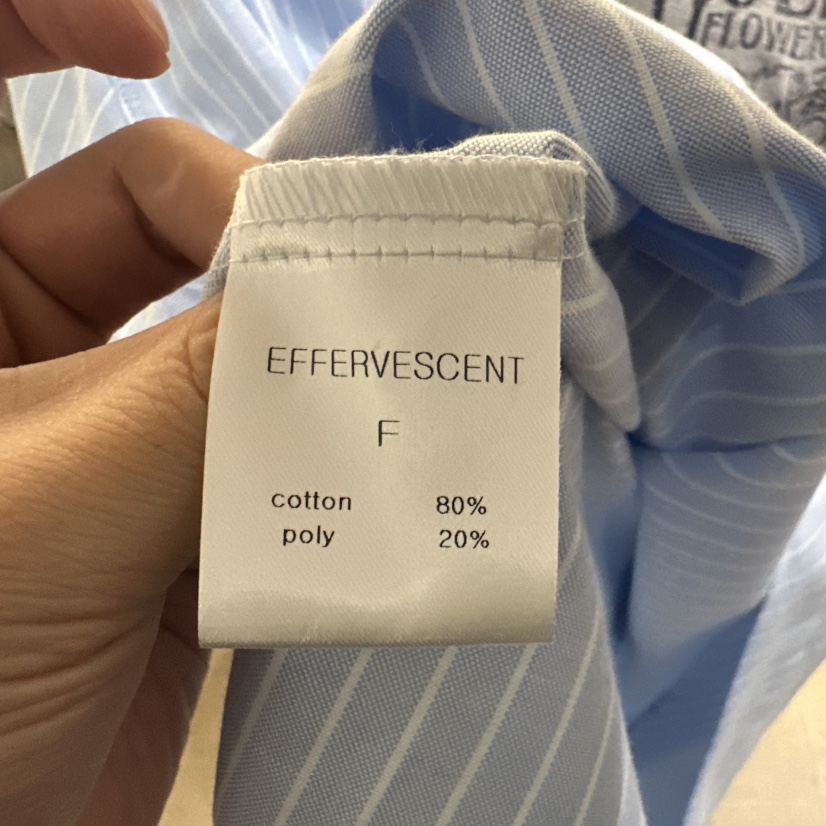 FLOWER
EFFERVESCENT
F
cotton 80%
poly 20%